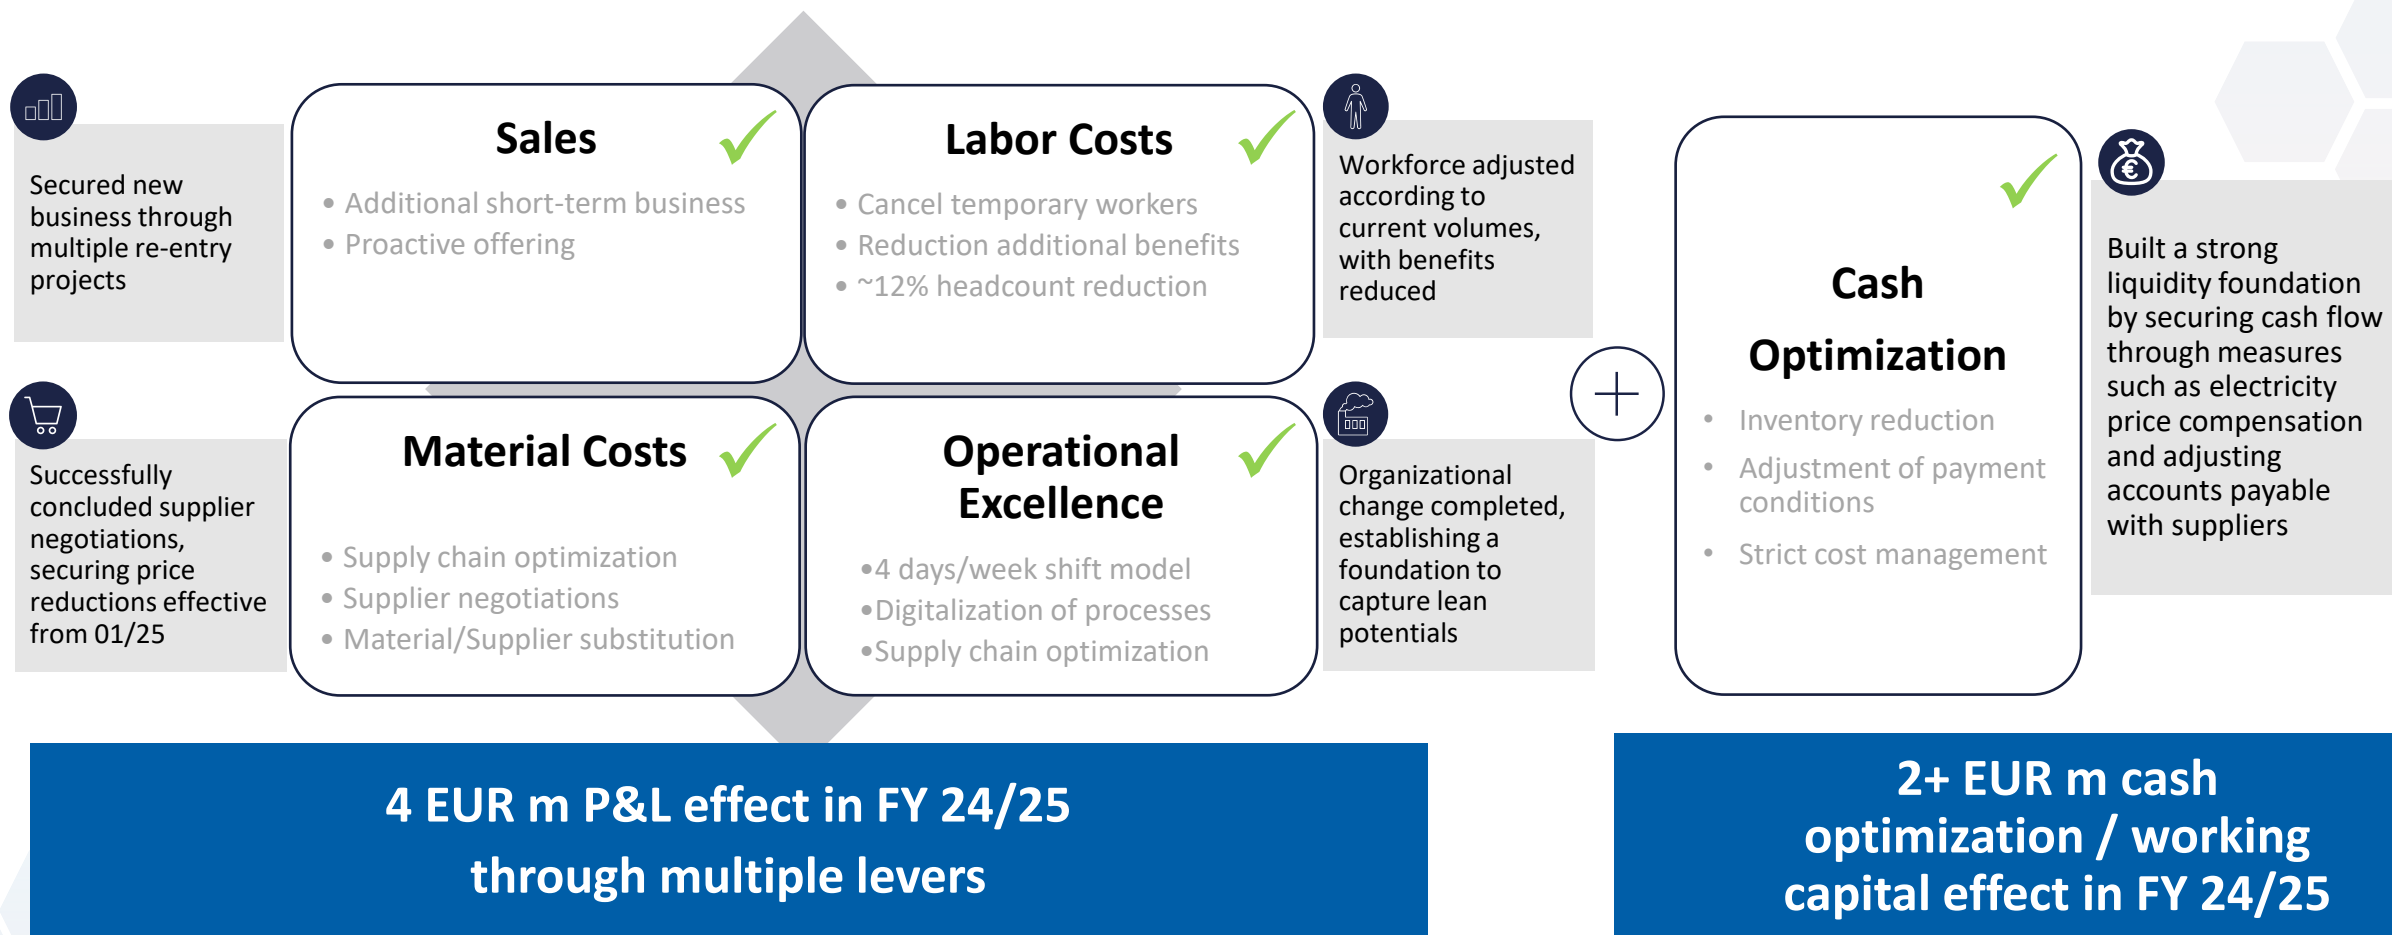 Secured new
business through
multiple re-entry
projects
Sales
• Additional short-term business
• Proactive offering
Labor Costs
• Cancel temporary workers
• Reduction additional benefits
• ~12% headcount reduction
Workforce adjusted
according to
current volumes,
with benefits
reduced
Successfully
concluded supplier
negotiations,
securing price
reductions effective
from 01/25
Material Costs
• Supply chain optimization
• Supplier negotiations
• Material/Supplier substitution
Operational
Excellence
•4 days/week shift model
•Digitalization of processes
•Supply chain optimization
Organizational
change completed,
establishing a
foundation to
capture lean
potentials
Cash
Optimization
• Inventory reduction
• Adjustment of payment
conditions
• Strict cost management
Built a strong
liquidity foundation
by securing cash flow
through measures
such as electricity
price compensation
and adjusting
accounts payable
with suppliers
4 EUR m P&L effect in FY 24/25
through multiple levers
2+ EUR m cash
optimization / working
capital effect in FY 24/25